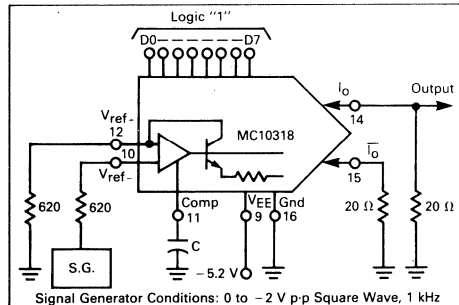 Logic "1"
D0 D7
Vref-
12
10
Vref-
MC10318
IO
14
Output
IO
15
620
620
Comp
11
VEE
9
Gnd
16
C
20 Ω
20 Ω
-5.2 V
S.G.
Signal Generator Conditions: 0 to -2 V p-p Square Wave, 1 kHz